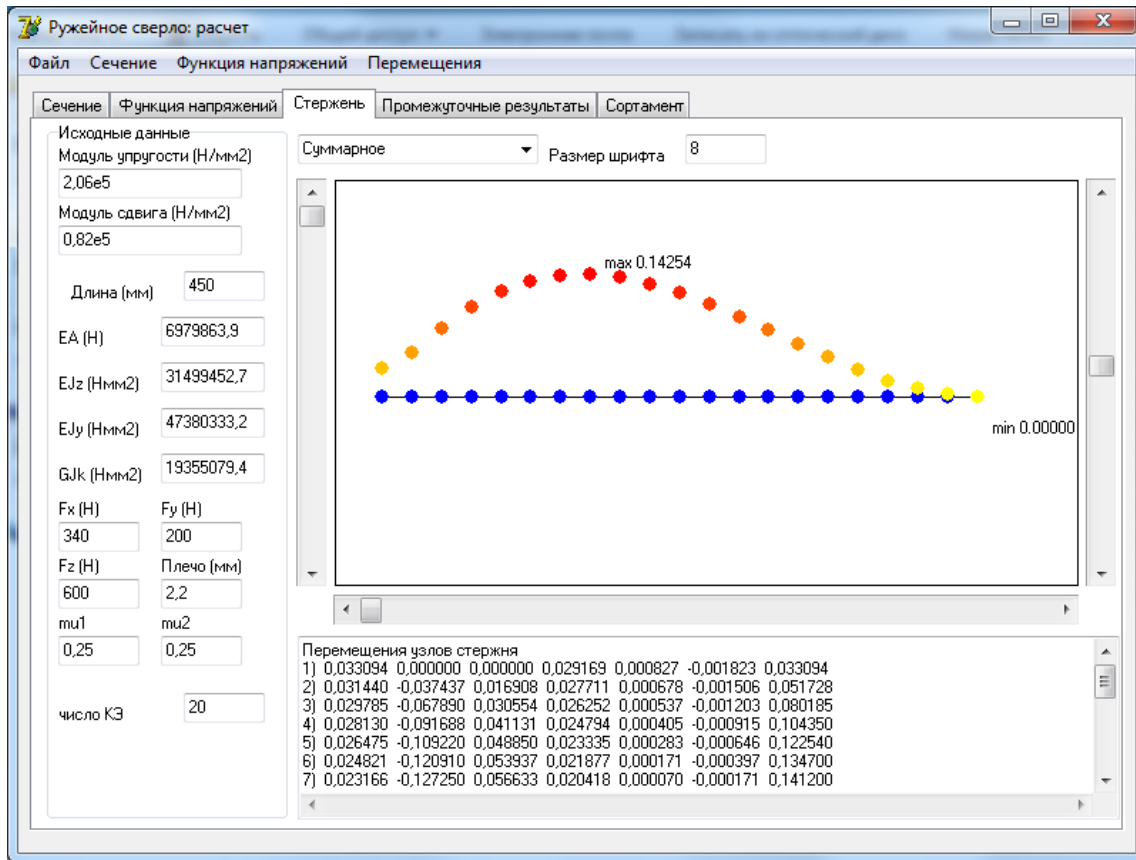 Ружейное сверло: расчет
Файл Сечение Функция напряжений Перемещения
Сечение Функция напряжений Стержень Промежуточные результаты Сортамент
Исходные данные
Модуль упругости (Н/мм2)
2,06e5
Модуль сдвига (Н/мм2)
0,82e5
Длина (мм) 450
EA (Н) 6979863,9
EJz (Нмм2) 31499452,7
EJy (Нмм2) 47380333,2
GJk (Нмм2) 19355079,4
Fx (Н) Fy (Н)
340 200
Fz (Н) Плечо (мм)
600 2,2
mu1 mu2
0,25 0,25
число КЭ 20
Суммарное Размер шрифта 8
max 0.14254
min 0.00000
Перемещения узлов стержня
1) 0,033094 0,000000 0,000000 0,029169 0,000827 -0,001823 0,033094
2) 0,031440 -0,037437 0,016908 0,027711 0,000678 -0,001506 0,051728
3) 0,029785 -0,067890 0,030554 0,026252 0,000537 -0,001203 0,080185
4) 0,028130 -0,091688 0,041131 0,024794 0,000405 -0,000915 0,104350
5) 0,026475 -0,109220 0,048850 0,023335 0,000283 -0,000646 0,122540
6) 0,024821 -0,120910 0,053937 0,021877 0,000171 -0,000397 0,134700
7) 0,023166 -0,127250 0,056633 0,020418 0,000070 -0,000171 0,141200